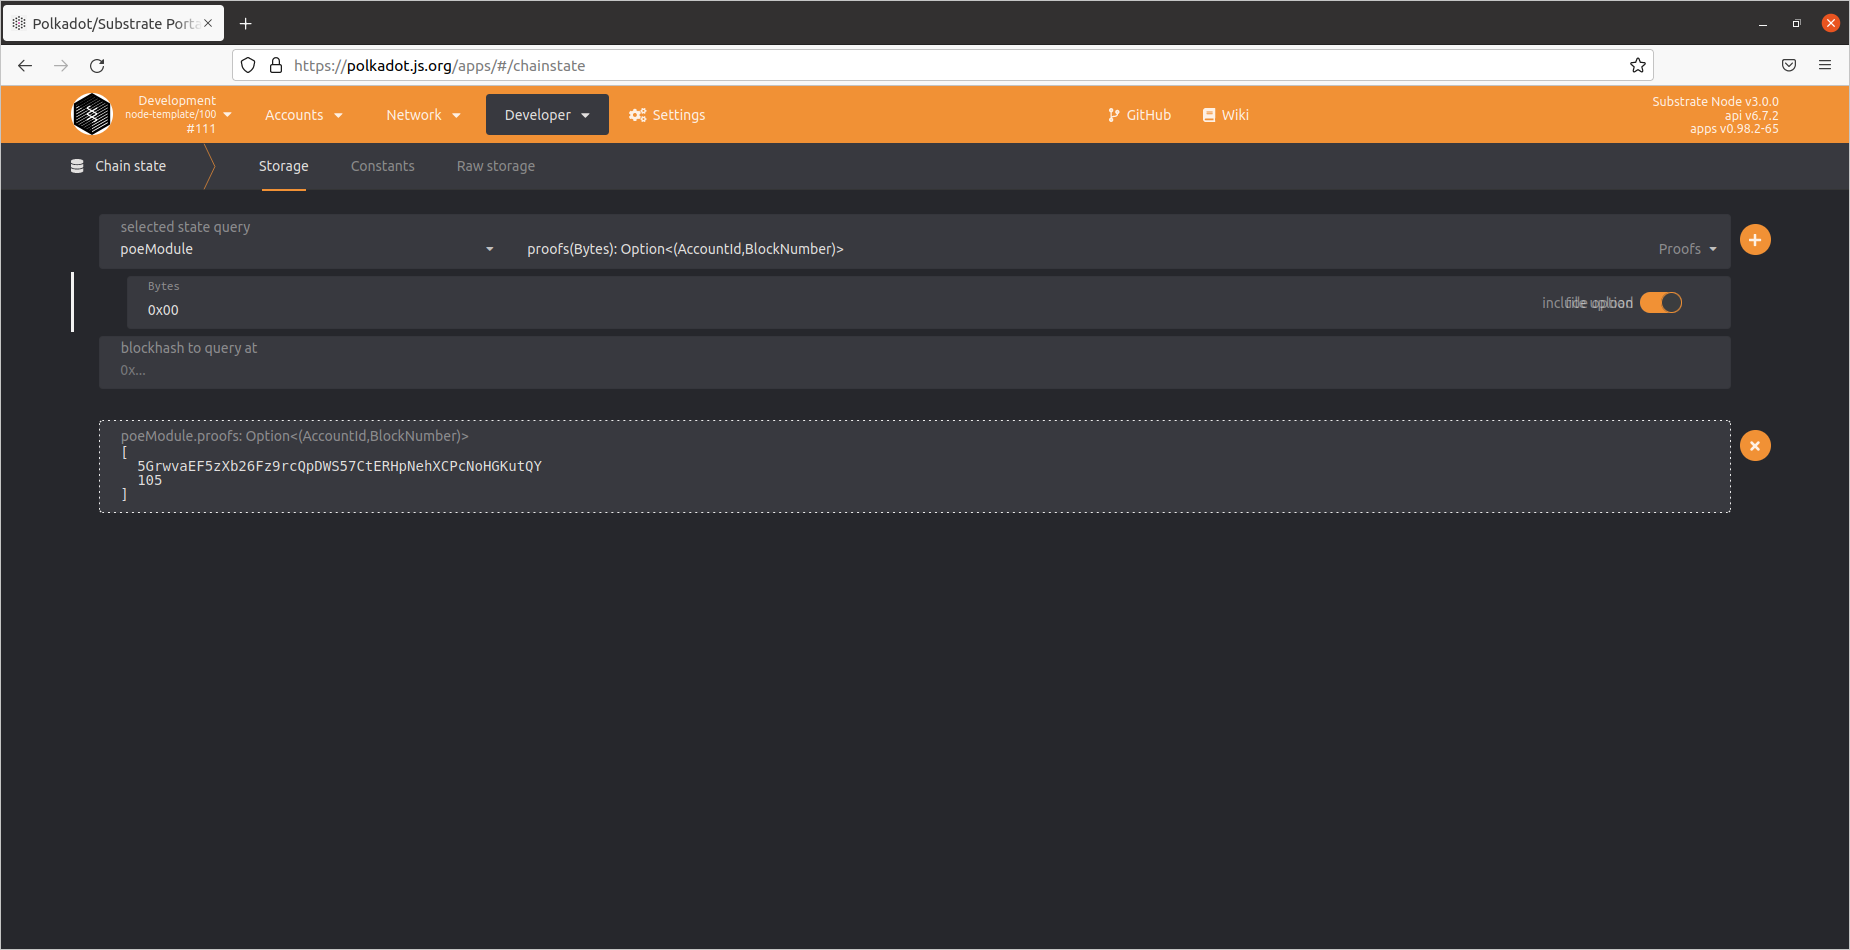 Polkadot/Substrate Porta
https://polkadot.js.org/apps/#/chainstate
Development
node-template/100
#111
Accounts
Network
Developer
Settings
GitHub
Wiki
Substrate Node v3.0.0
api v6.7.2
apps v0.98.2-65
Chain state
Storage
Constants
Raw storage
selected state query
poeModule
proofs(Bytes): Option<(AccountId,BlockNumber)>
Proofs
Bytes
0x00
include option
file upload
blockhash to query at
0x...
poeModule.proofs: Option<(AccountId,BlockNumber)>
[
5GrwvaEF5zXb26Fz9rcQpDWS57CtERHpNehXCPcNoHGKutQY
105
]